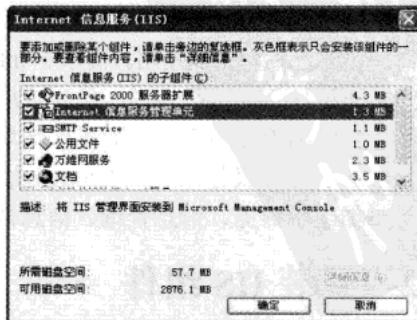 Internet 信息服务(IIS)
要添加或删除某个组件，请单击旁边的复选框。灰色框表示只会安装该组件的一
部分。要查看组件内容，请单击“详细信息”。
Internet 信息服务(IIS) 的子组件(C)
FrontPage 2000 服务器扩展 4.3 MB
Internet 信息服务管理单元 1.3 MB
SMTP Service 1.1 MB
公用文件 1.0 MB
万维网服务 2.3 MB
文档 3.5 MB
描述: 将 IIS 管理界面安装到 Microsoft Management Console
所需磁盘空间: 57.7 MB
可用磁盘空间: 2876.1 MB
确定 取消